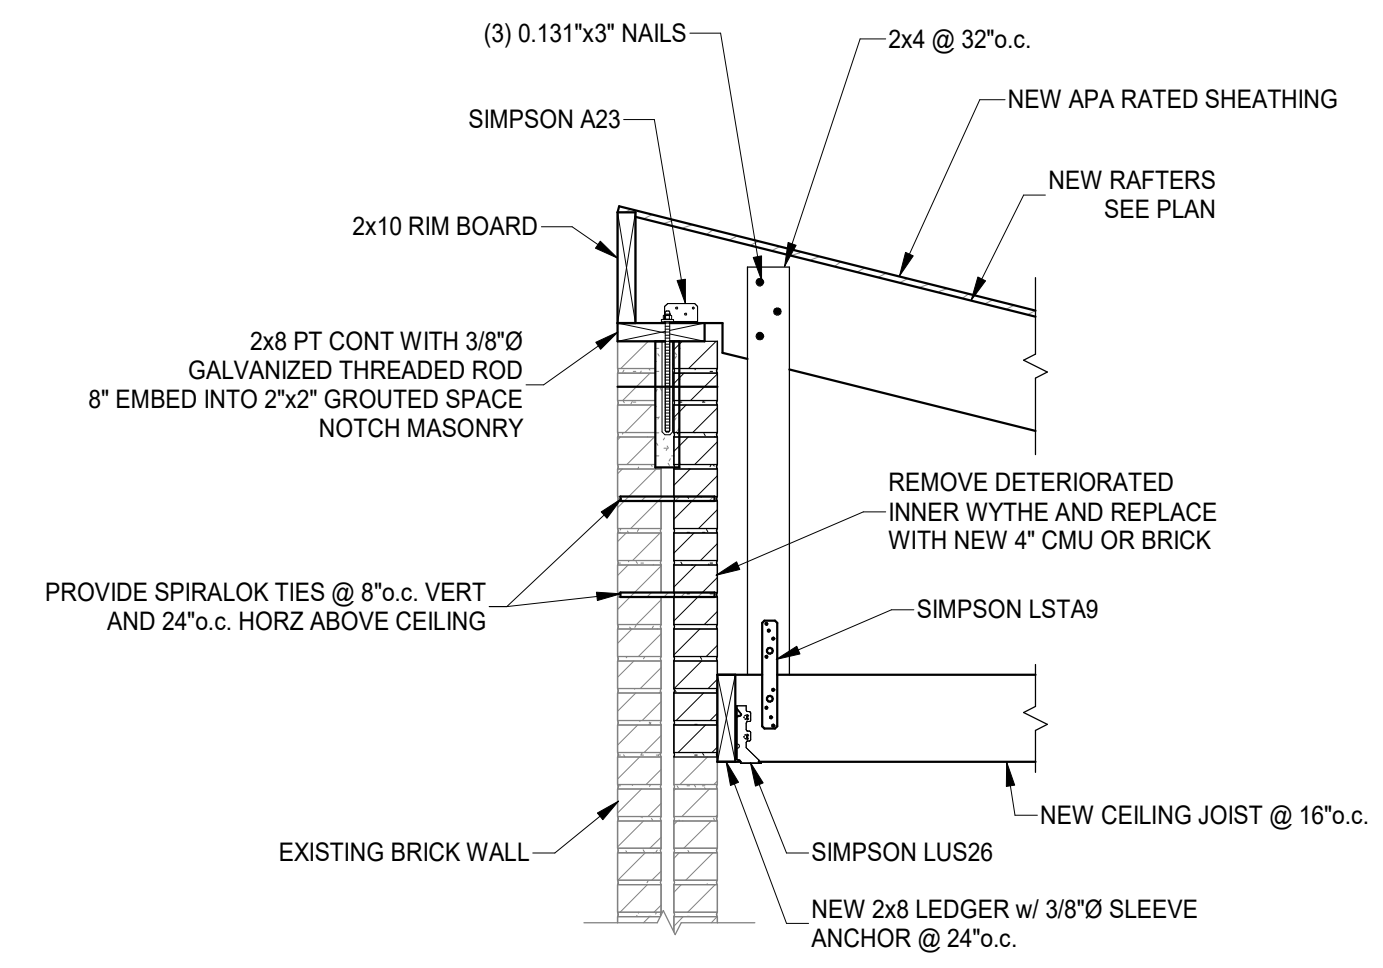 (3) 0.131"x3" NAILS
2x4 @ 32"o.c.
NEW APA RATED SHEATHING
SIMPSON A23
NEW RAFTERS
SEE PLAN
2x10 RIM BOARD
2x8 PT CONT WITH 3/8"Ø
GALVANIZED THREADED ROD
8" EMBED INTO 2"x2" GROUTED SPACE
NOTCH MASONRY
REMOVE DETERIORATED
INNER WYTHE AND REPLACE
WITH NEW 4" CMU OR BRICK
PROVIDE SPIRALOK TIES @ 8"o.c. VERT
AND 24"o.c. HORZ ABOVE CEILING
SIMPSON LSTA9
NEW CEILING JOIST @ 16"o.c.
EXISTING BRICK WALL
SIMPSON LUS26
NEW 2x8 LEDGER w/ 3/8"Ø SLEEVE
ANCHOR @ 24"o.c.